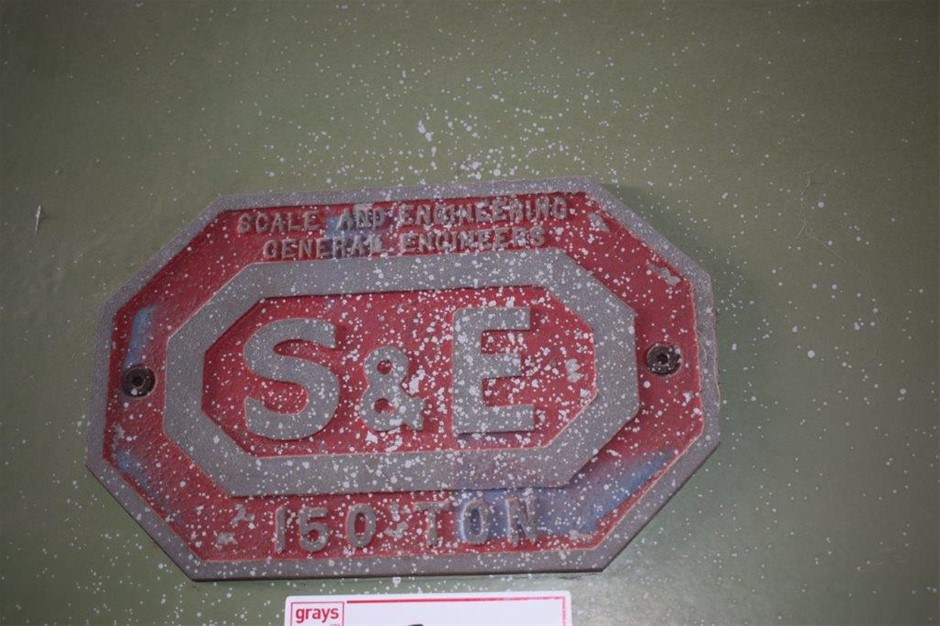 SCALE AND ENGINEERING
GENERAL ENGINEERS
S&E
150 TON
grays